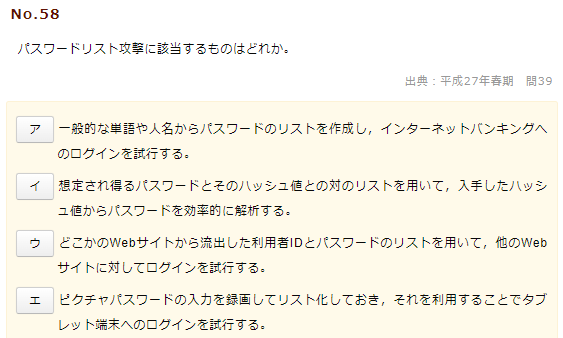 No.58
パスワードリスト攻撃に該当するものはどれか。
出典：平成27年春期　問39
ア 一般的な単語や人名からパスワードのリストを作成し，インターネットバンキングへ
のログインを試行する。
イ 想定され得るパスワードとそのハッシュ値との対のリストを用いて，入手したハッシ
ュ値からパスワードを効率的に解析する。
ウ どこかのWebサイトから流出した利用者IDとパスワードのリストを用いて，他のWeb
サイトに対してログインを試行する。
エ ピクチャパスワードの入力を録画してリスト化しておき，それを利用することでタブ
レット端末へのログインを試行する。